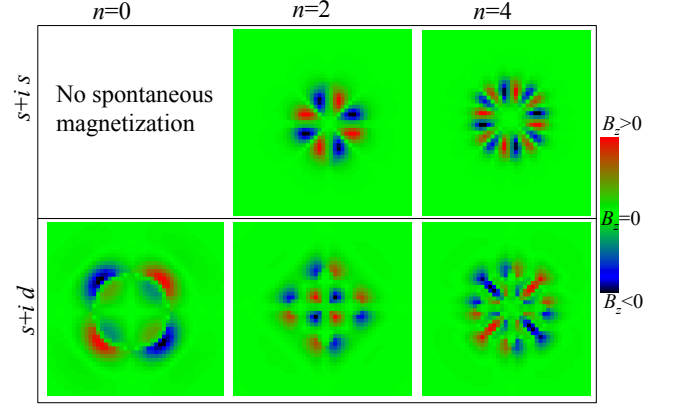 n=0 n=2 n=4
s+i s
No spontaneous
magnetization
B_z>0
B_z=0
B_z<0
s+i d